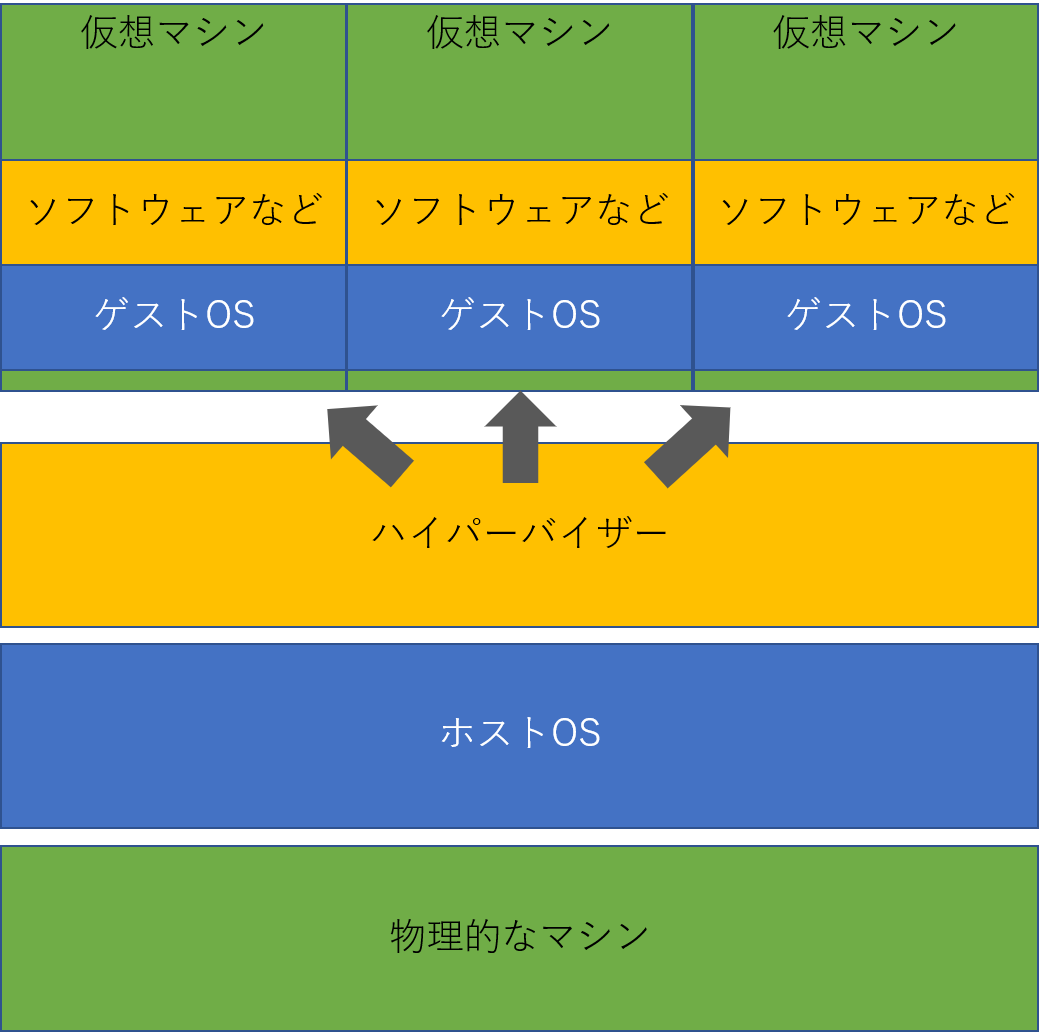 仮想マシン
仮想マシン
仮想マシン
ソフトウェアなど
ソフトウェアなど
ソフトウェアなど
ゲストOS
ゲストOS
ゲストOS
ハイパーバイザー
ホストOS
物理的なマシン